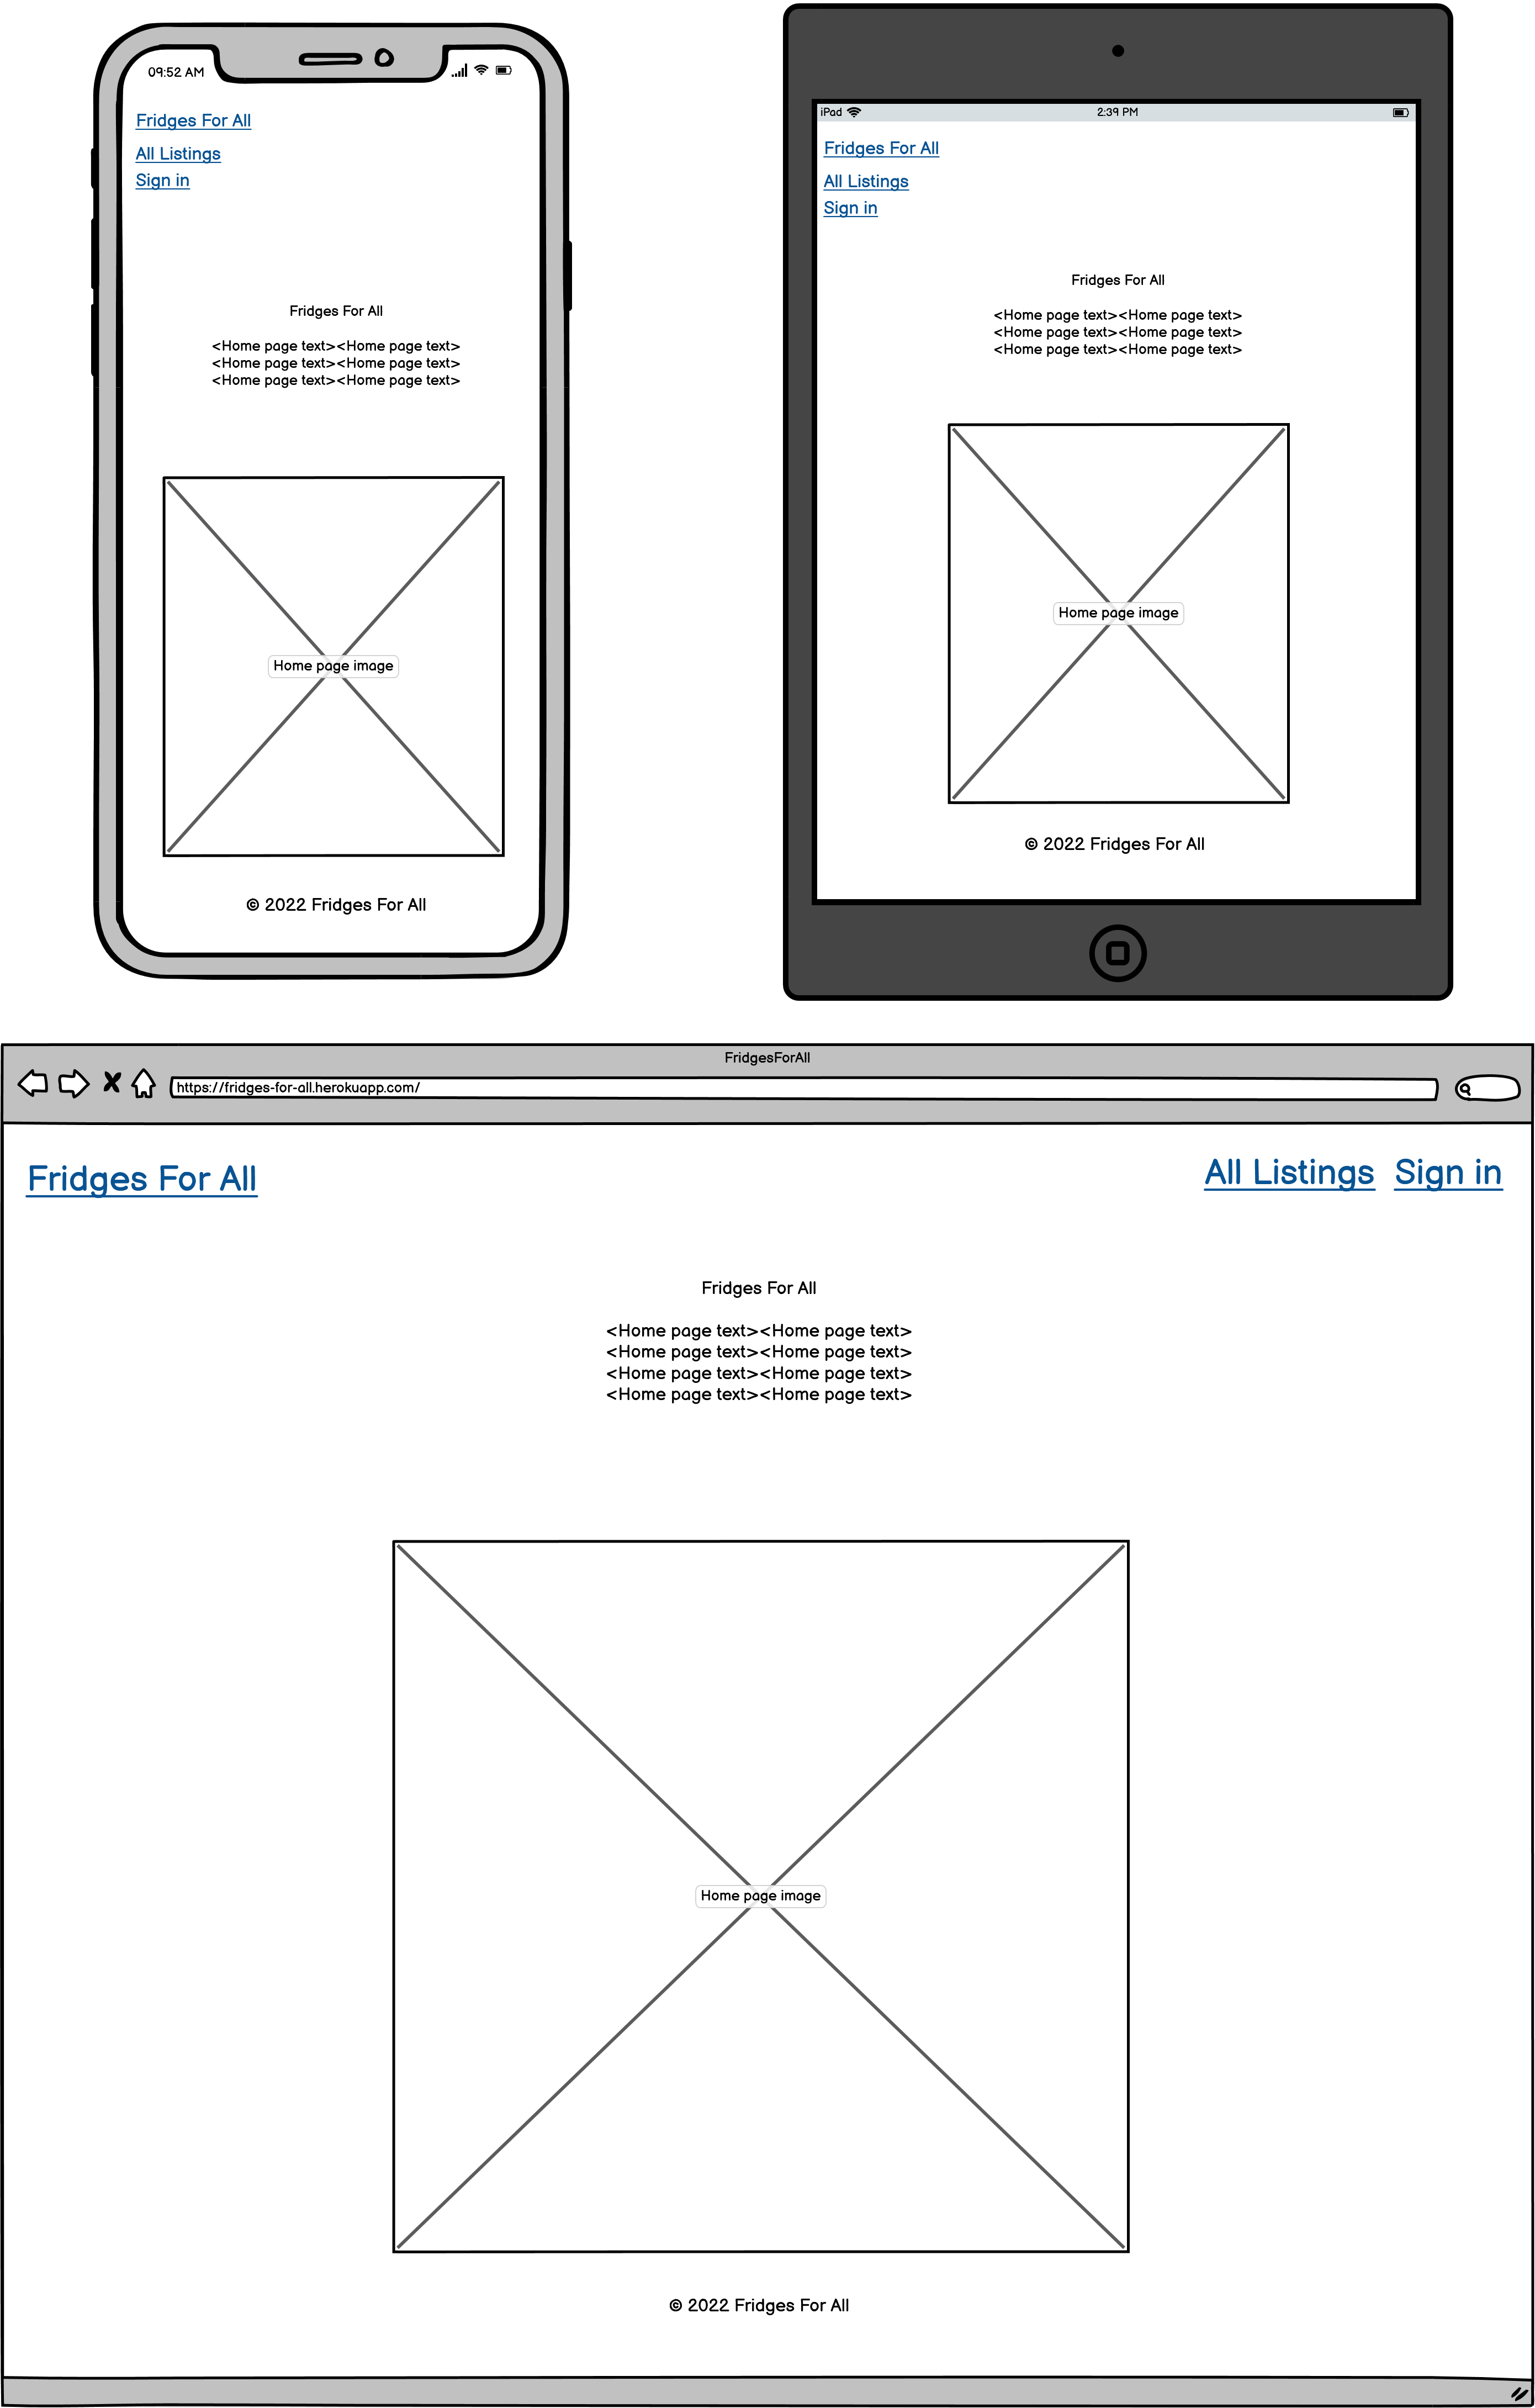 09:52 AM
Fridges For All
All Listings
Sign in
Fridges For All
<Home page text><Home page text>
<Home page text><Home page text>
<Home page text><Home page text>
Home page image
© 2022 Fridges For All
iPad
2:39 PM
Fridges For All
All Listings
Sign in
Fridges For All
<Home page text><Home page text>
<Home page text><Home page text>
<Home page text><Home page text>
Home page image
© 2022 Fridges For All
FridgesForAll
https://fridges-for-all.herokuapp.com/
Fridges For All
All Listings
Sign in
Fridges For All
<Home page text><Home page text>
<Home page text><Home page text>
<Home page text><Home page text>
<Home page text><Home page text>
Home page image
© 2022 Fridges For All